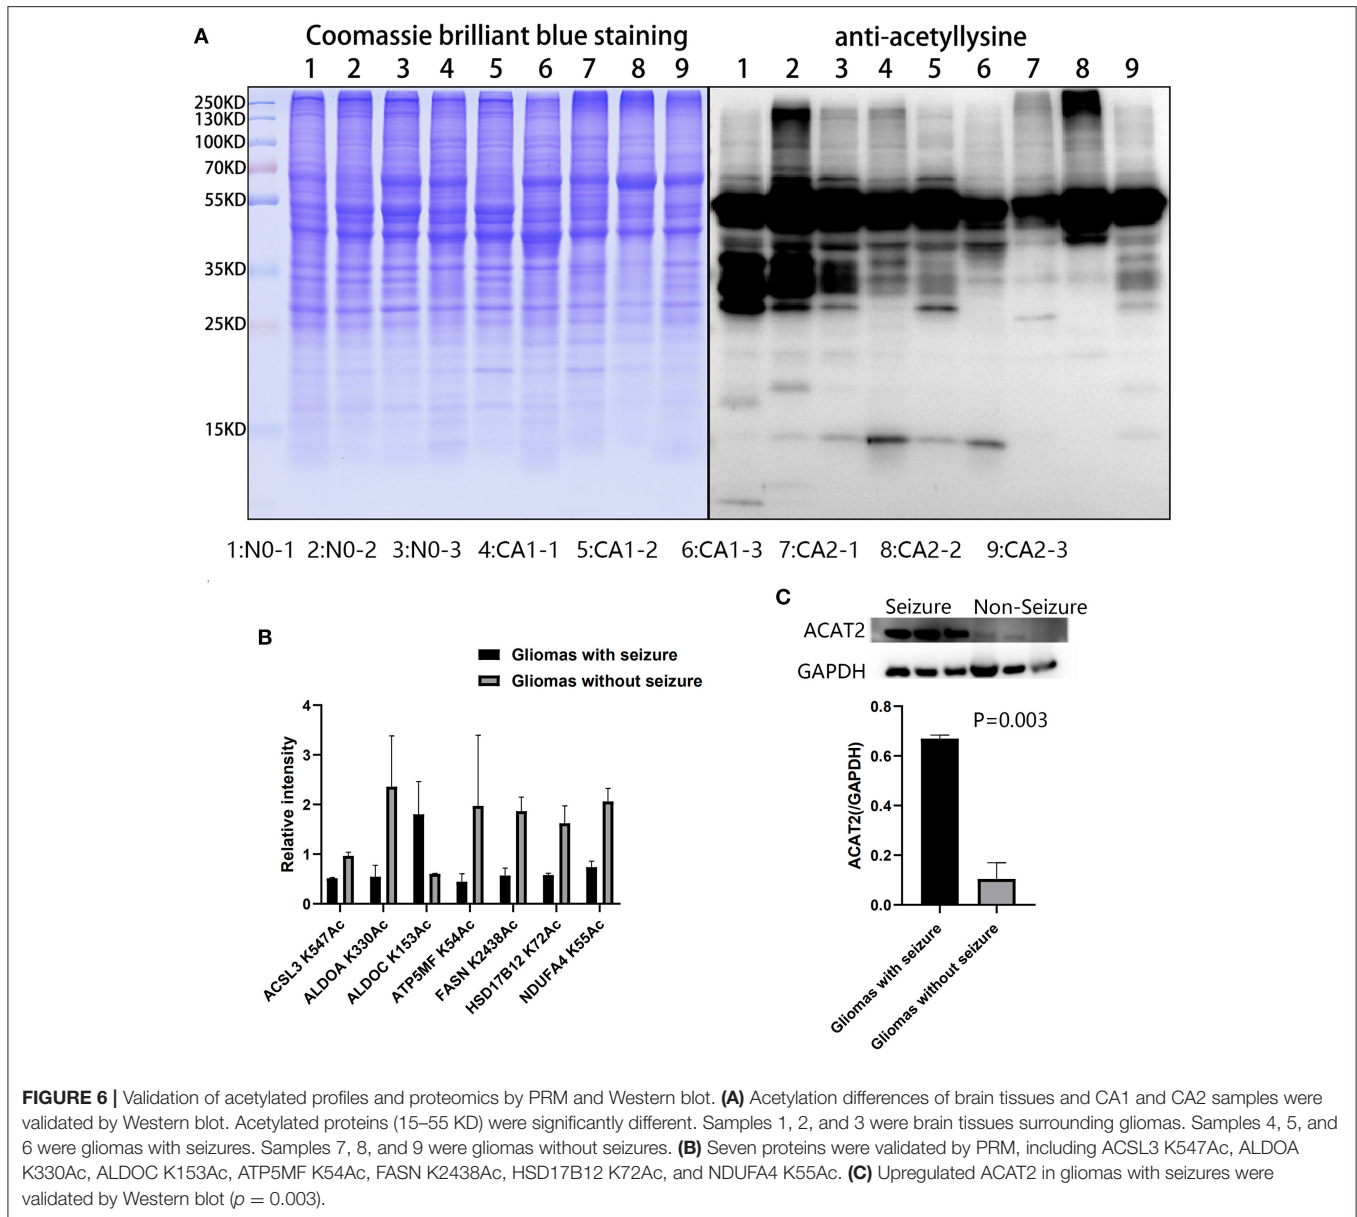 A
Coomassie brilliant blue staining
anti-acetyllysine
1 2 3 4 5 6 7 8 9
1 2 3 4 5 6 7 8 9
250KD
130KD
100KD
70KD
55KD
35KD
25KD
15KD
1:N0-1 2:N0-2 3:N0-3 4:CA1-1 5:CA1-2 6:CA1-3 7:CA2-1 8:CA2-2 9:CA2-3
B
Gliomas with seizure
Gliomas without seizure
Relative intensity
4
3
2
1
0
ACSL3 K547Ac
ALDOA K330Ac
ALDOC K153Ac
ATP5MF K54Ac
FASN K2438Ac
HSD17B12 K72Ac
NDUFA4 K55Ac
C
Seizure Non-Seizure
ACAT2
GAPDH
P=0.003
ACAT2(/GAPDH)
0.8
0.6
0.4
0.2
0.0
Gliomas with seizure
Gliomas without seizure
FIGURE 6 | Validation of acetylated profiles and proteomics by PRM and Western blot. (A) Acetylation differences of brain tissues and CA1 and CA2 samples were
validated by Western blot. Acetylated proteins (15–55 KD) were significantly different. Samples 1, 2, and 3 were brain tissues surrounding gliomas. Samples 4, 5, and
6 were gliomas with seizures. Samples 7, 8, and 9 were gliomas without seizures. (B) Seven proteins were validated by PRM, including ACSL3 K547Ac, ALDOA
K330Ac, ALDOC K153Ac, ATP5MF K54Ac, FASN K2438Ac, HSD17B12 K72Ac, and NDUFA4 K55Ac. (C) Upregulated ACAT2 in gliomas with seizures were
validated by Western blot (p = 0.003).